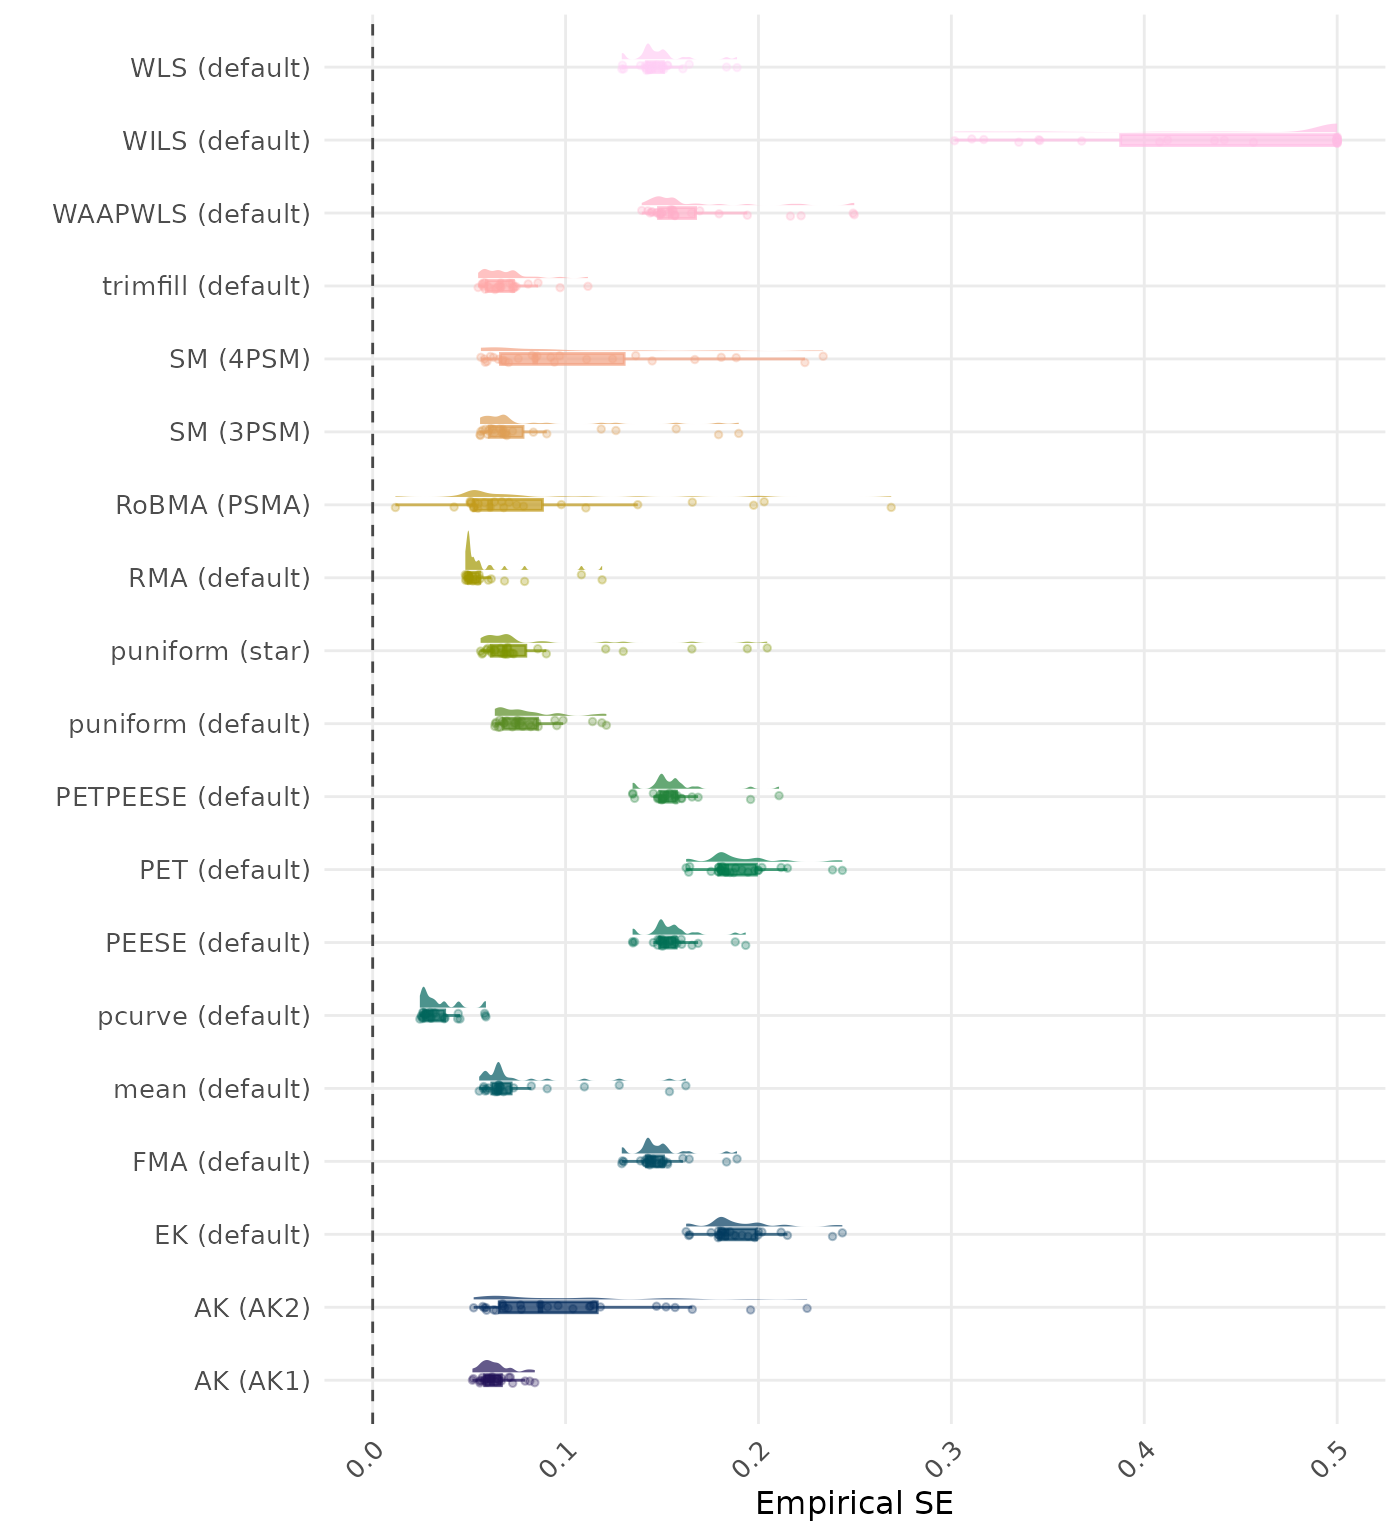 WLS (default)
WILS (default)
WAAPWLS (default)
trimfill (default)
SM (4PSM)
SM (3PSM)
RoBMA (PSMA)
RMA (default)
puniform (star)
puniform (default)
PETPEESE (default)
PET (default)
PEESE (default)
pcurve (default)
mean (default)
FMA (default)
EK (default)
AK (AK2)
AK (AK1)
0.0 0.1 0.2 0.3 0.4 0.5
Empirical SE